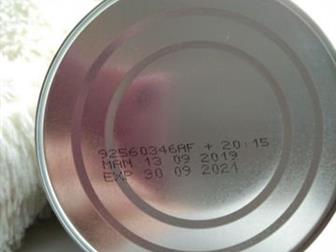 92560346AF + 20:15
MAN 13 09 2019
EXP 30 09 2021